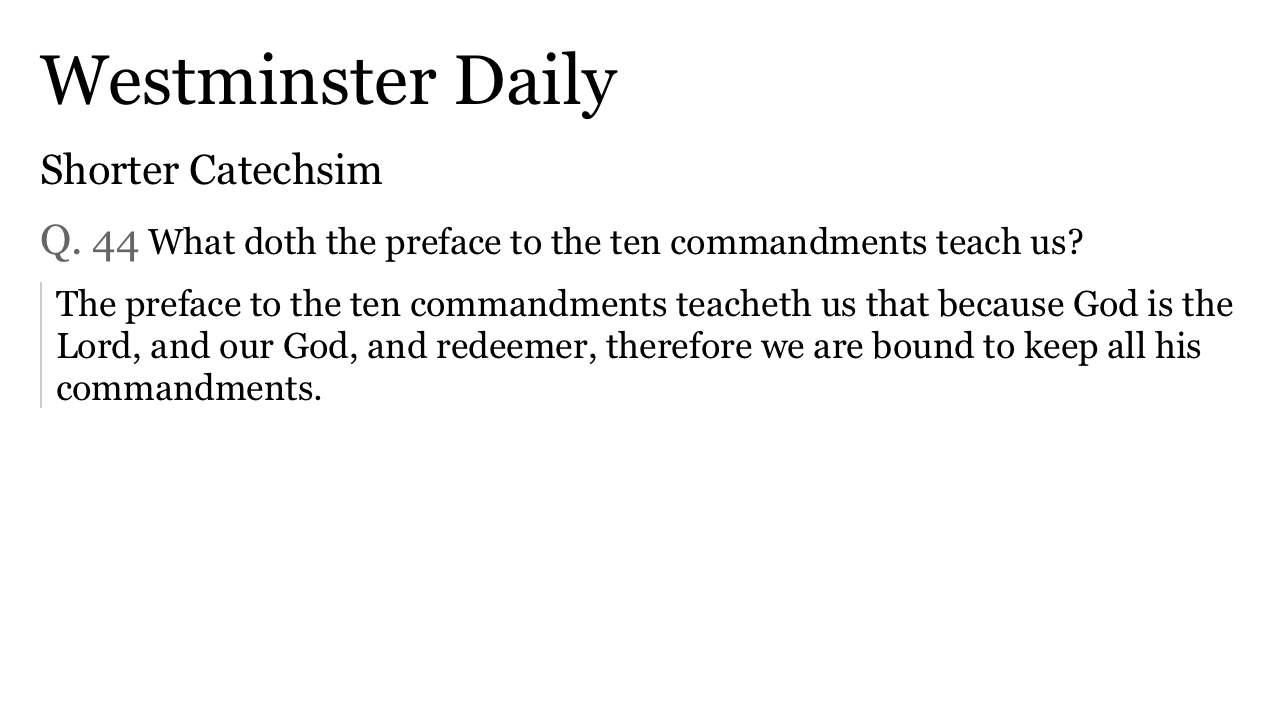 Westminster Daily
Shorter Catechsim
Q. 44 What doth the preface to the ten commandments teach us?
The preface to the ten commandments teacheth us that because God is the
Lord, and our God, and redeemer, therefore we are bound to keep all his
commandments.